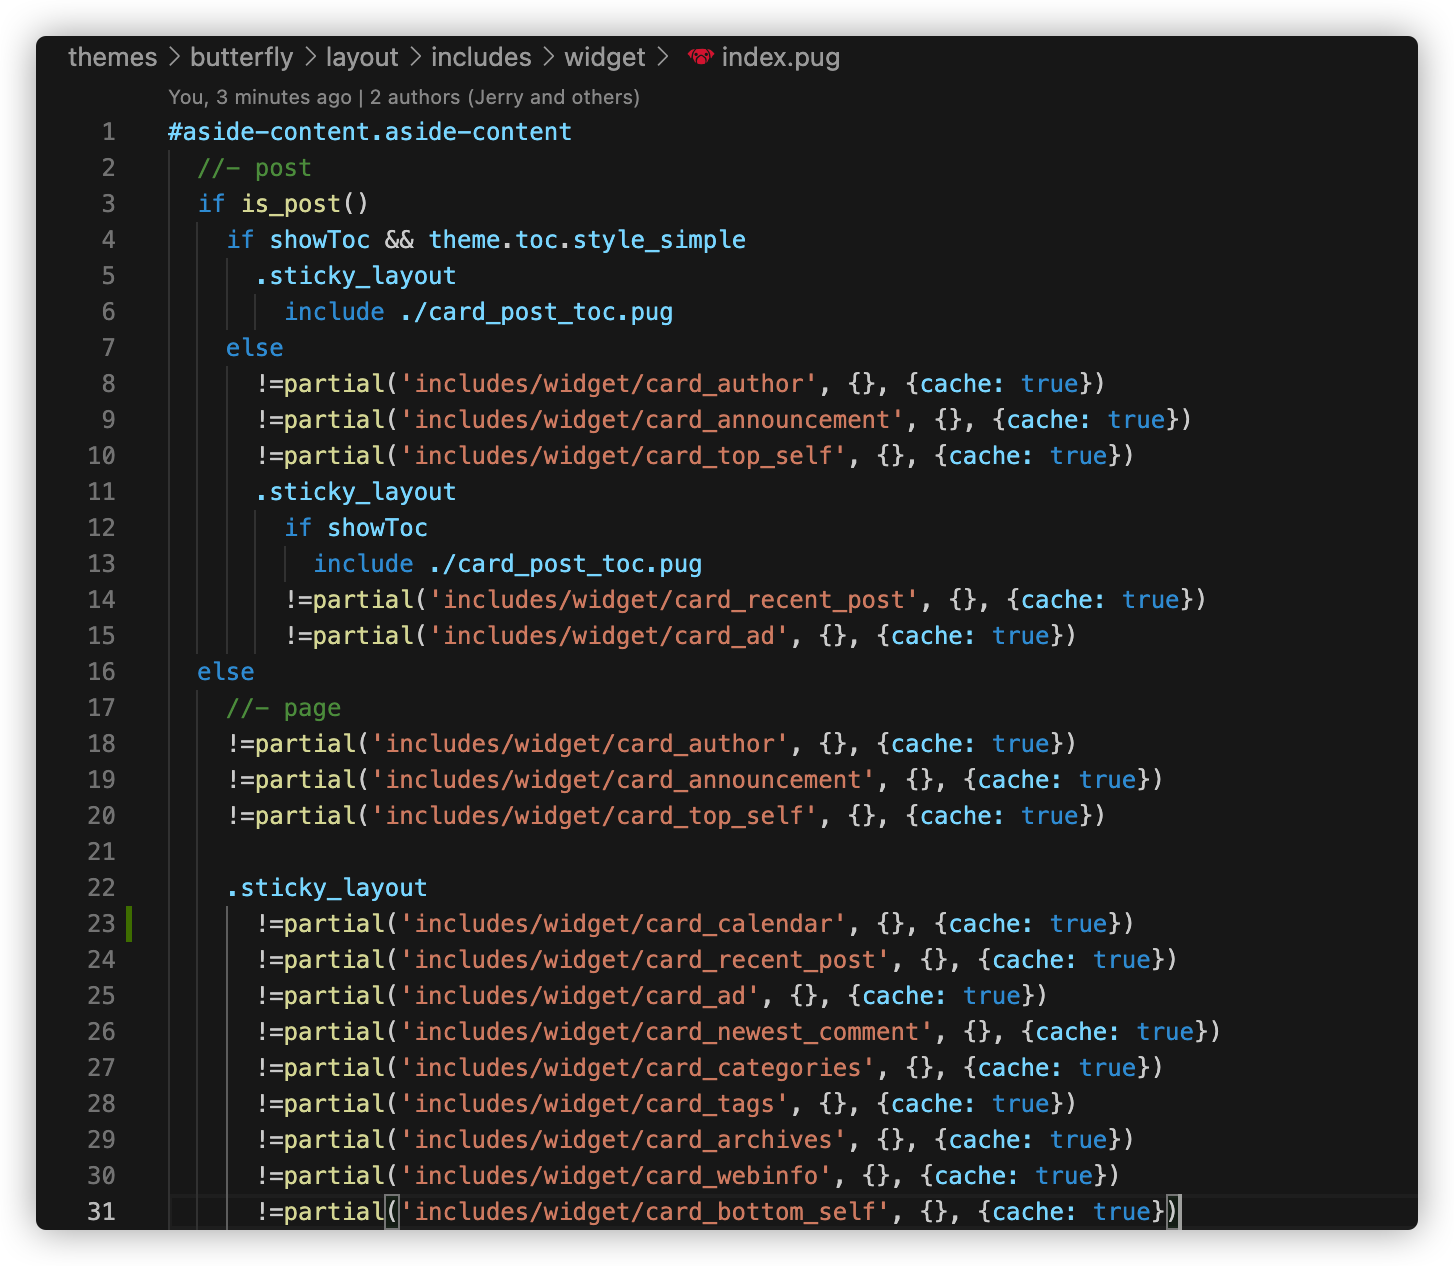 themes > butterfly > layout > includes > widget > index.pug
You, 3 minutes ago | 2 authors (Jerry and others)
1 #aside-content.aside-content
2 //- post
3 if is_post()
4 if showToc && theme.toc.style_simple
5 .sticky_layout
6 include ./card_post_toc.pug
7 else
8 !=partial('includes/widget/card_author', {}, {cache: true})
9 !=partial('includes/widget/card_announcement', {}, {cache: true})
10 !=partial('includes/widget/card_top_self', {}, {cache: true})
11 .sticky_layout
12 if showToc
13 include ./card_post_toc.pug
14 !=partial('includes/widget/card_recent_post', {}, {cache: true})
15 !=partial('includes/widget/card_ad', {}, {cache: true})
16 else
17 //- page
18 !=partial('includes/widget/card_author', {}, {cache: true})
19 !=partial('includes/widget/card_announcement', {}, {cache: true})
20 !=partial('includes/widget/card_top_self', {}, {cache: true})
21
22 .sticky_layout
23 !=partial('includes/widget/card_calendar', {}, {cache: true})
24 !=partial('includes/widget/card_recent_post', {}, {cache: true})
25 !=partial('includes/widget/card_ad', {}, {cache: true})
26 !=partial('includes/widget/card_newest_comment', {}, {cache: true})
27 !=partial('includes/widget/card_categories', {}, {cache: true})
28 !=partial('includes/widget/card_tags', {}, {cache: true})
29 !=partial('includes/widget/card_archives', {}, {cache: true})
30 !=partial('includes/widget/card_webinfo', {}, {cache: true})
31 !=partial('includes/widget/card_bottom_self', {}, {cache: true})